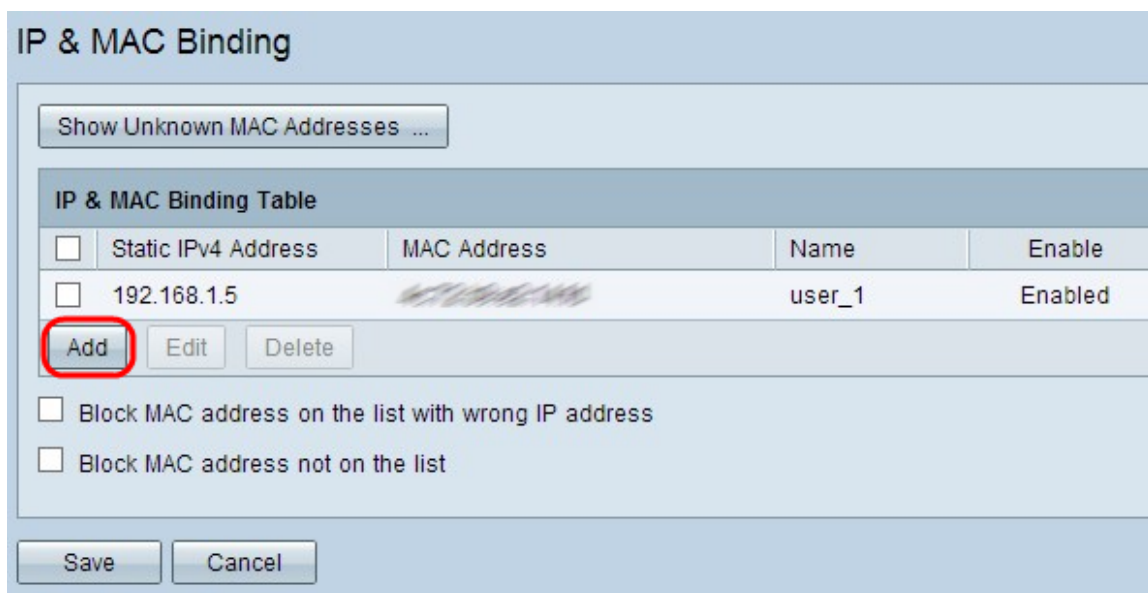 IP & MAC Binding
Show Unknown MAC Addresses ...
IP & MAC Binding Table
Static IPv4 Address MAC Address Name Enable
192.168.1.5 user_1 Enabled
Add Edit Delete
Block MAC address on the list with wrong IP address
Block MAC address not on the list
Save Cancel